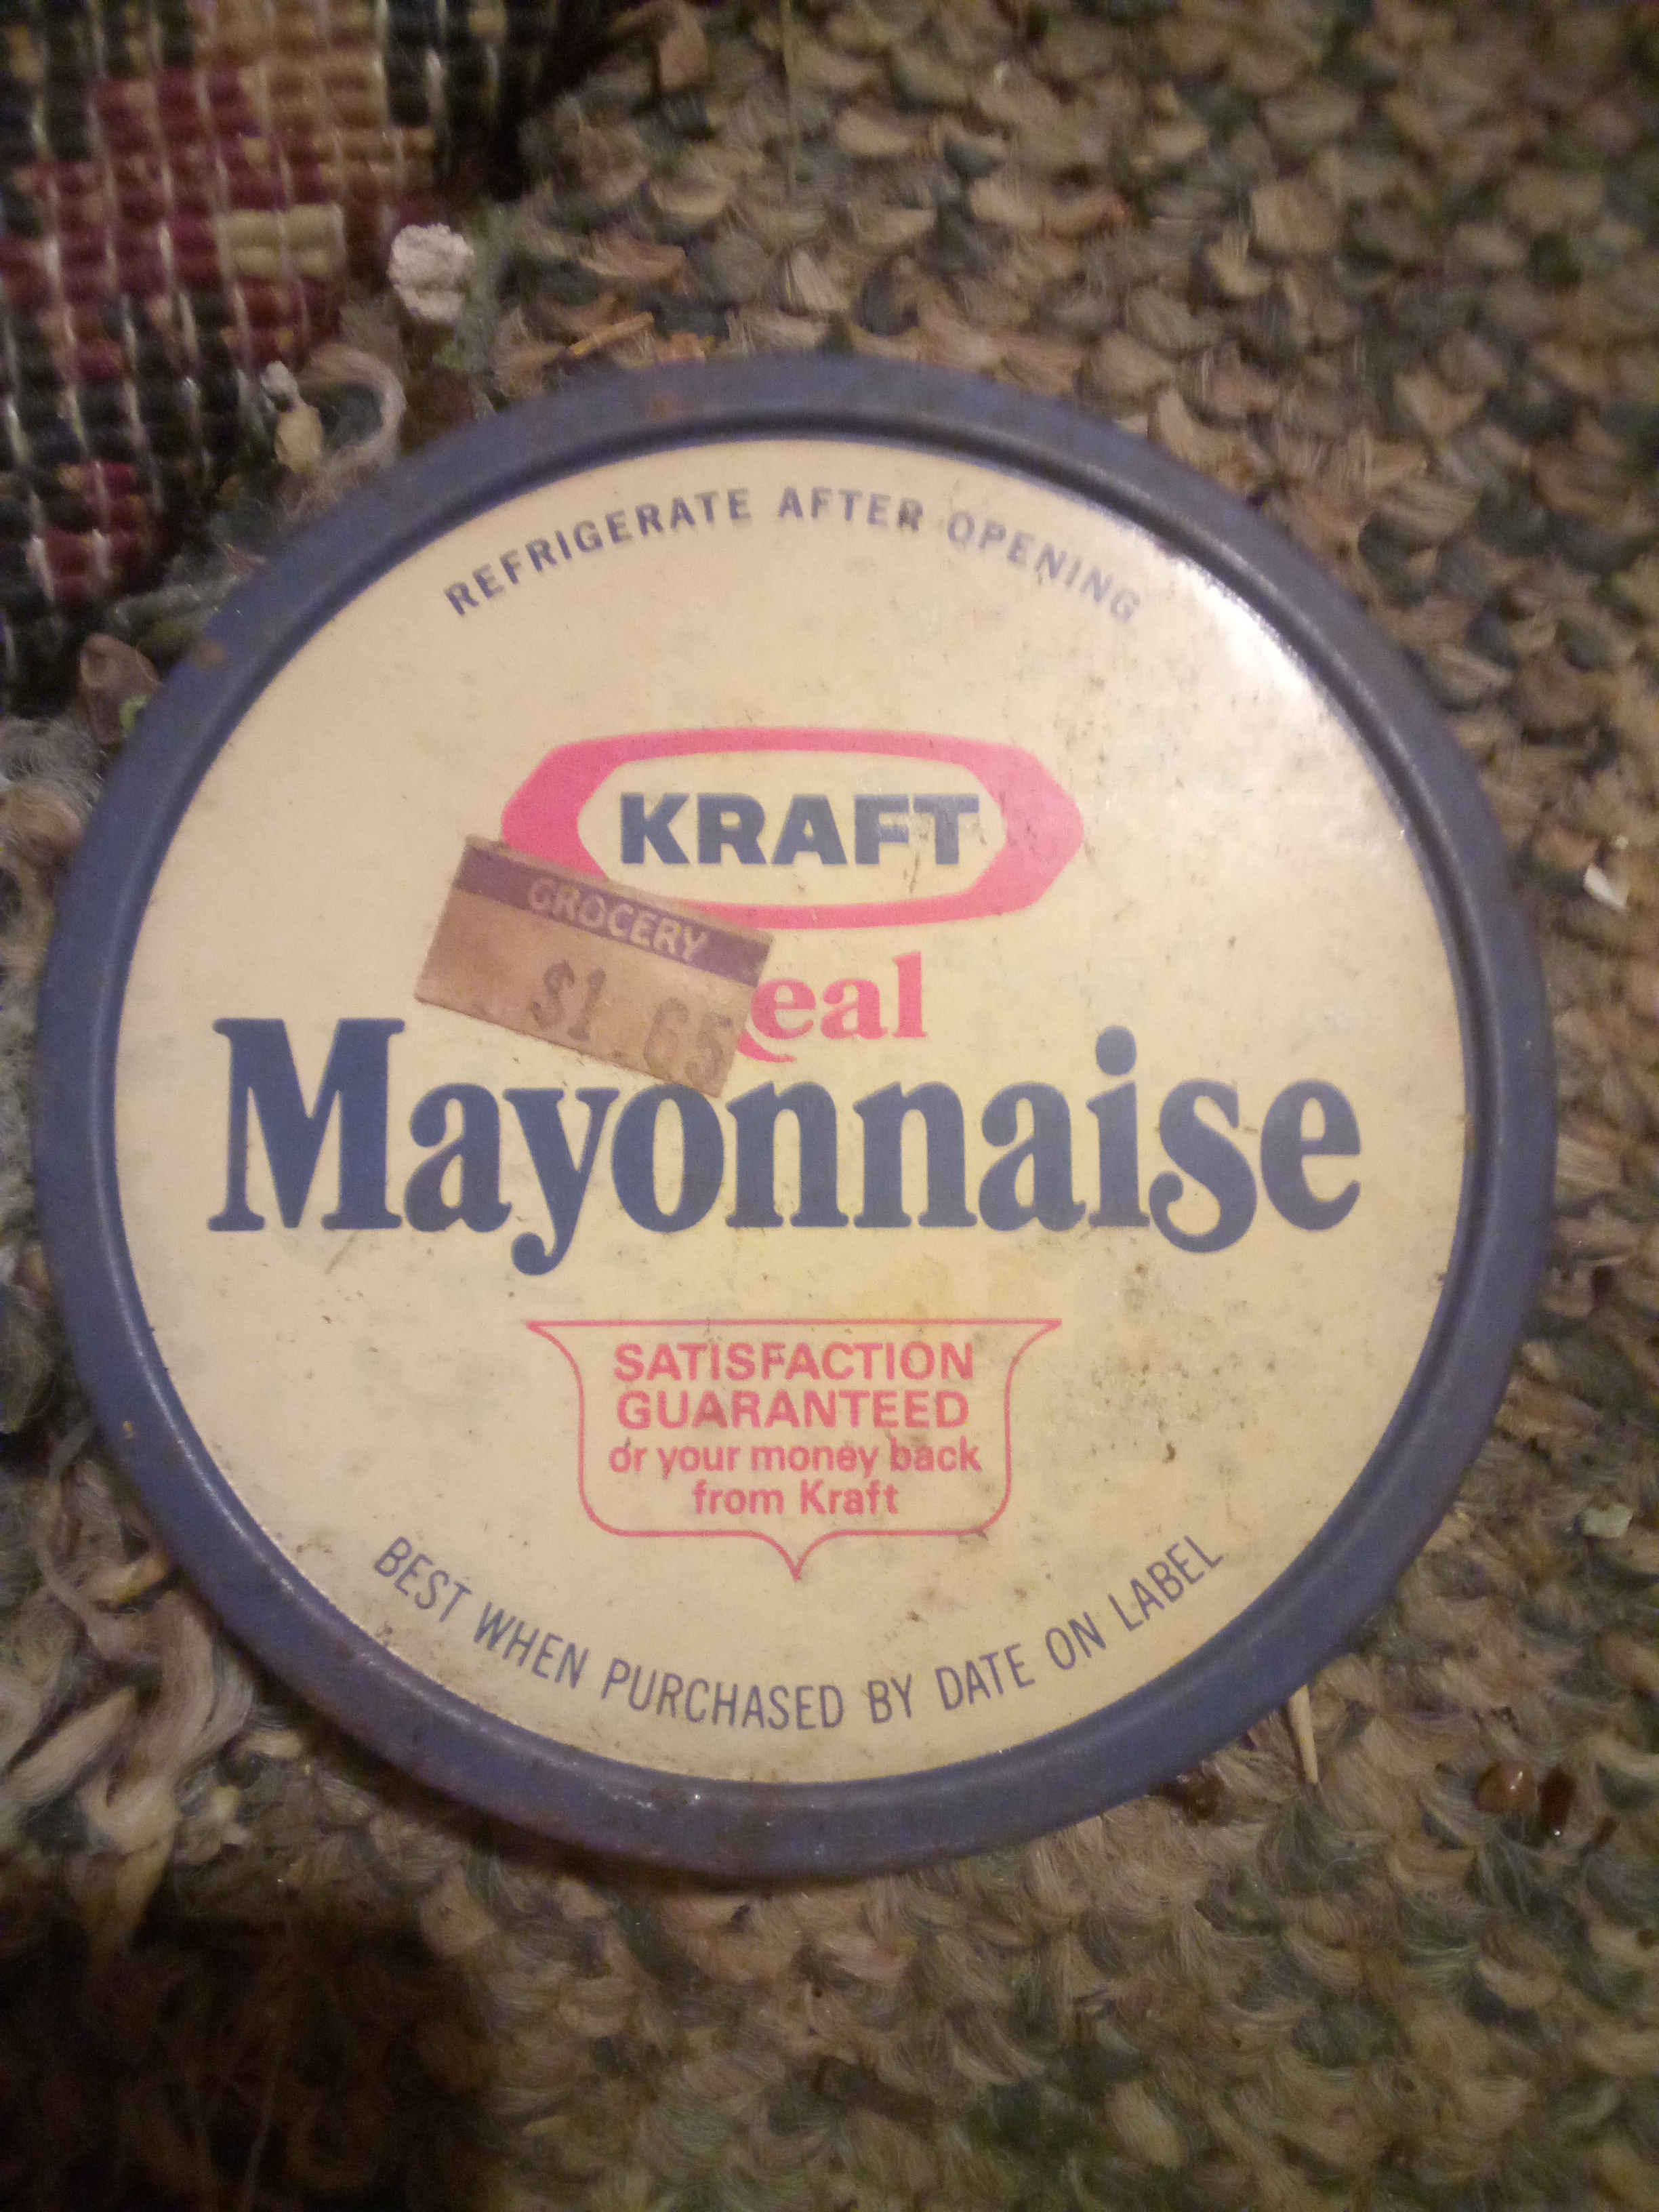 REFRIGERATE AFTER OPENING
KRAFT
GROCERY
$1.65
eal
Mayonnaise
SATISFACTION
GUARANTEED
or your money back
from Kraft
BEST WHEN PURCHASED BY DATE ON LABEL